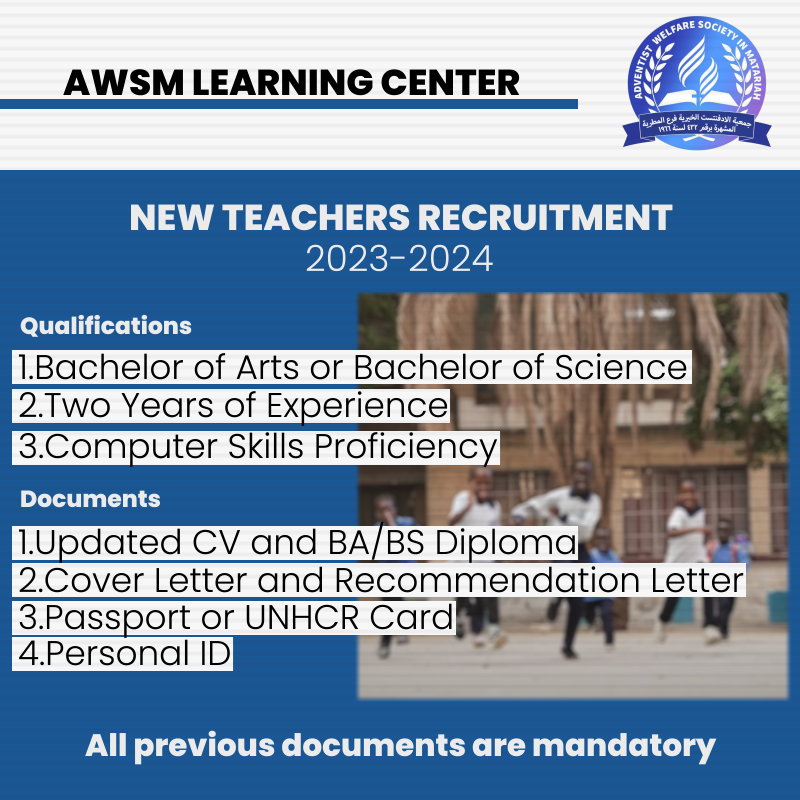 AWSM LEARNING CENTER
ADVENTIST WELFARE SOCIETY IN MATARIAH
جمعية الادفنتست الخيرية فرع المطرية
المشهرة برقم ٤٣٢ لسنة ١٩٦٦
NEW TEACHERS RECRUITMENT
2023-2024
Qualifications
1.Bachelor of Arts or Bachelor of Science
2.Two Years of Experience
3.Computer Skills Proficiency
Documents
1.Updated CV and BA/BS Diploma
2.Cover Letter and Recommendation Letter
3.Passport or UNHCR Card
4.Personal ID
All previous documents are mandatory